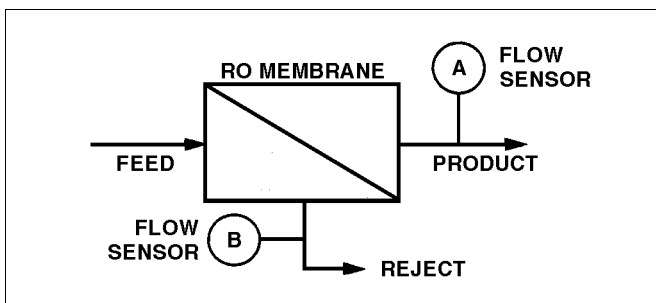 RO MEMBRANE
A
FLOW
SENSOR
FEED
PRODUCT
FLOW
SENSOR
B
REJECT